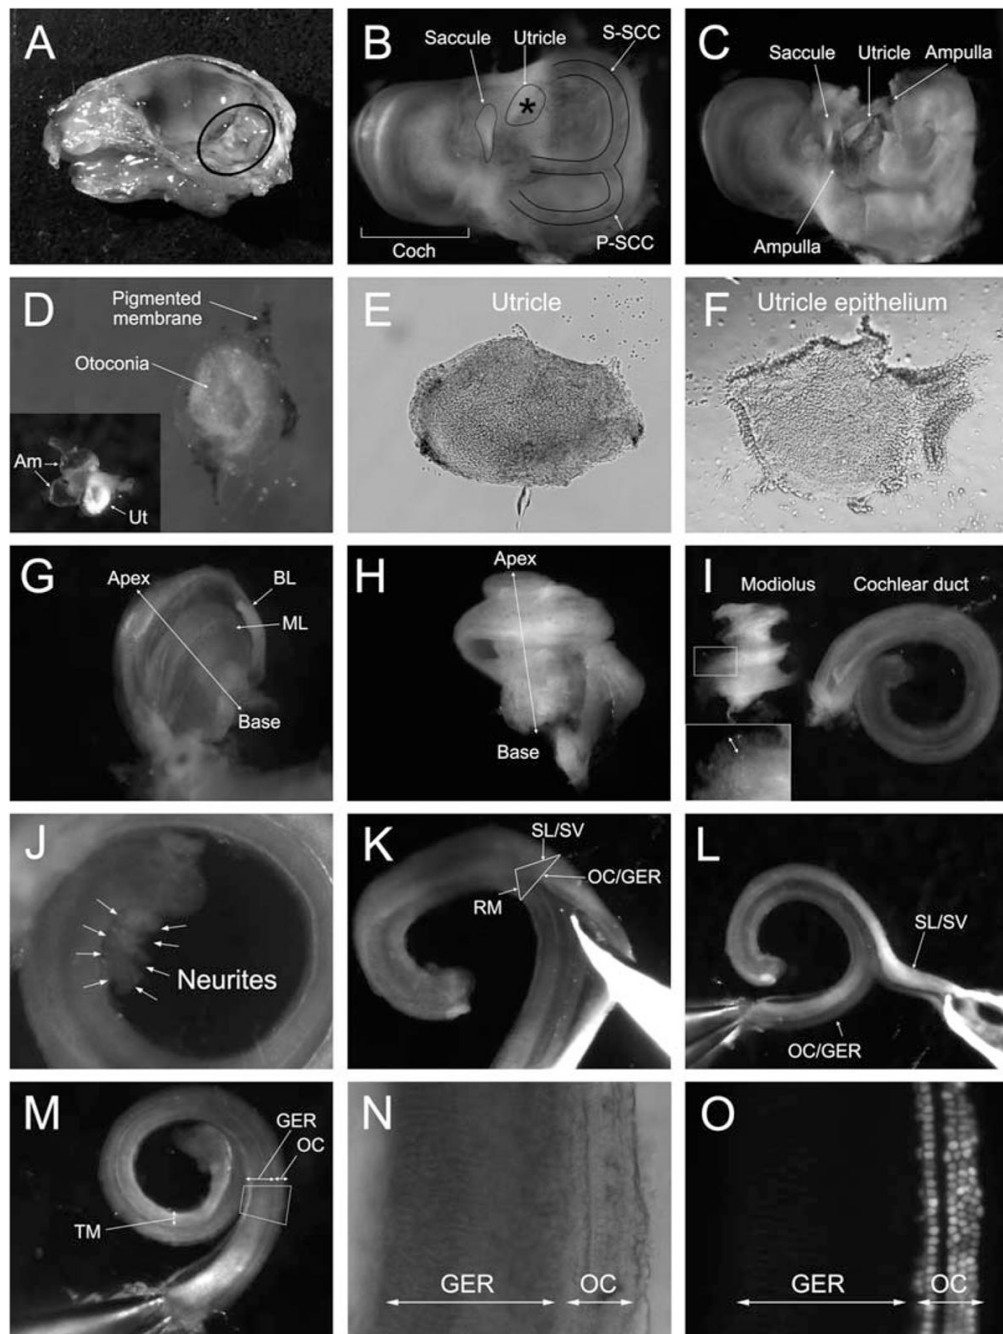 A
B
Saccule
Utricle
S-SCC
*
Coch
P-SCC
C
Saccule
Utricle
Ampulla
Ampulla
D
Pigmented
membrane
Otoconia
Am
Ut
E
Utricle
F
Utricle epithelium
G
Apex
BL
ML
Base
H
Apex
Base
I
Modiolus
Cochlear duct
J
Neurites
K
SL/SV
OC/GER
RM
L
SL/SV
OC/GER
M
GER
OC
TM
N
GER
OC
O
GER
OC